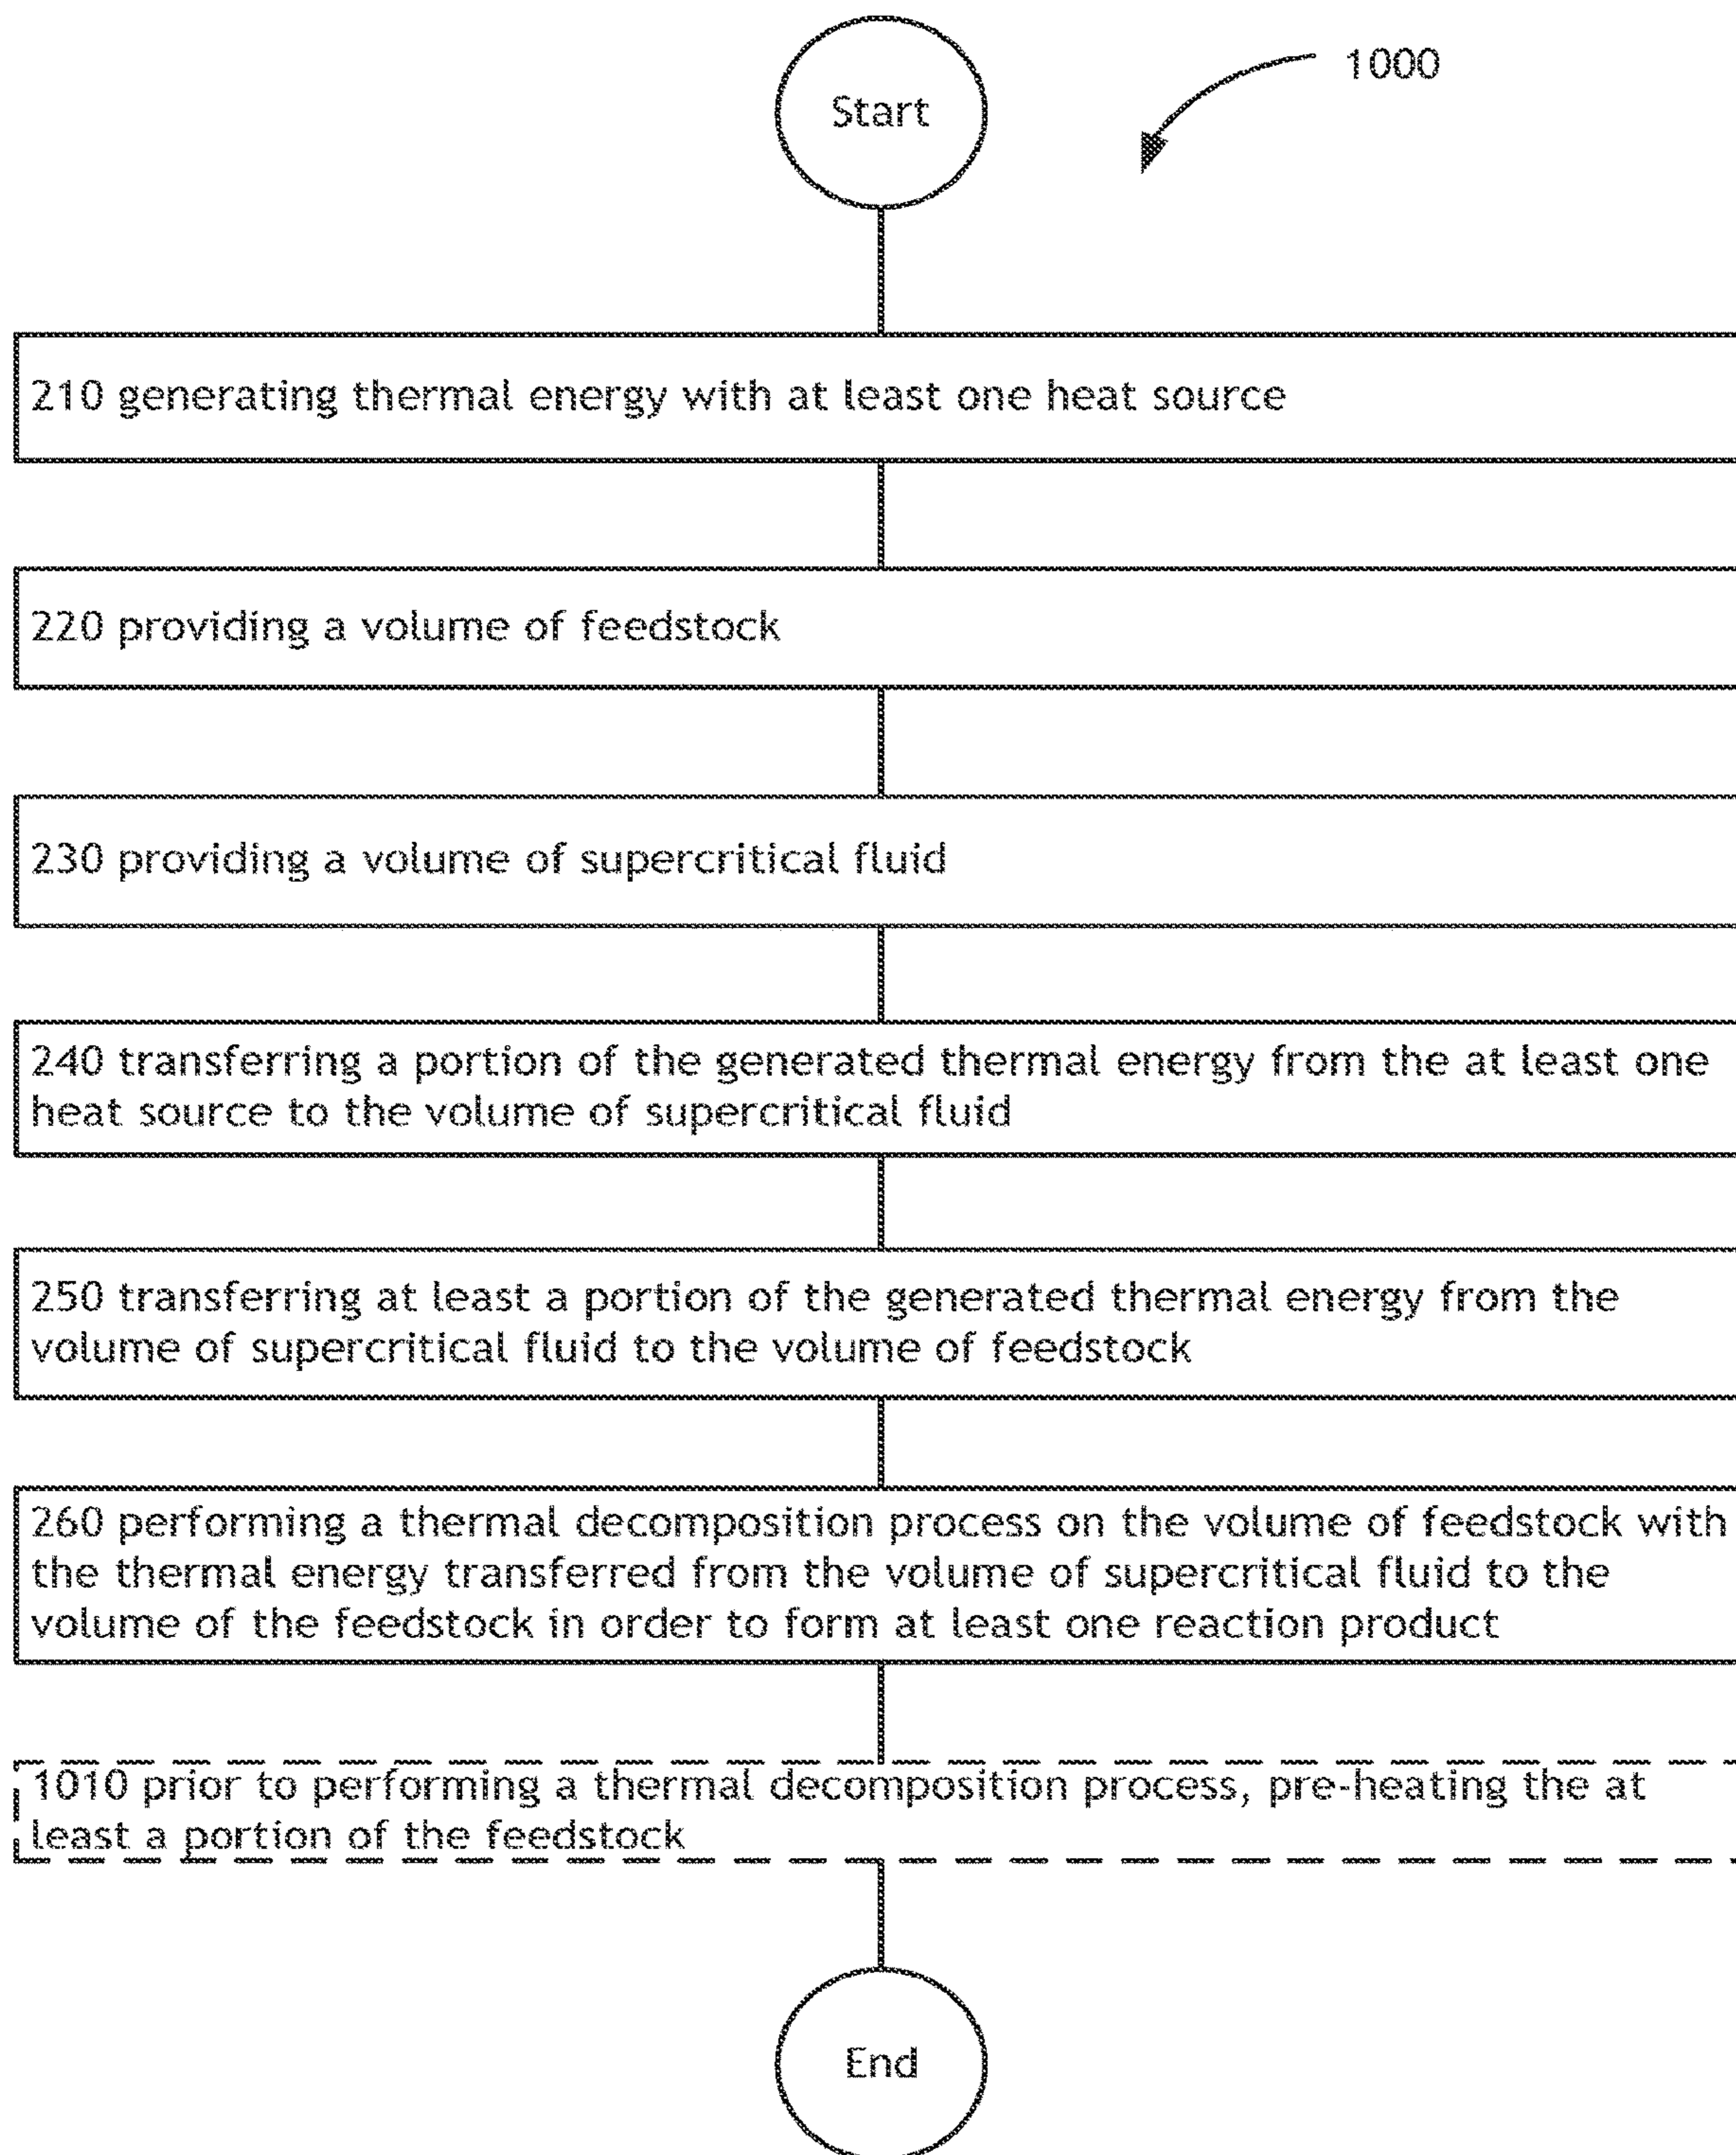 Start
1000
210 generating thermal energy with at least one heat source
220 providing a volume of feedstock
230 providing a volume of supercritical fluid
240 transferring a portion of the generated thermal energy from the at least one
heat source to the volume of supercritical fluid
250 transferring at least a portion of the generated thermal energy from the
volume of supercritical fluid to the volume of feedstock
260 performing a thermal decomposition process on the volume of feedstock with
the thermal energy transferred from the volume of supercritical fluid to the
volume of the feedstock in order to form at least one reaction product
1010 prior to performing a thermal decomposition process, pre-heating the at
least a portion of the feedstock
End